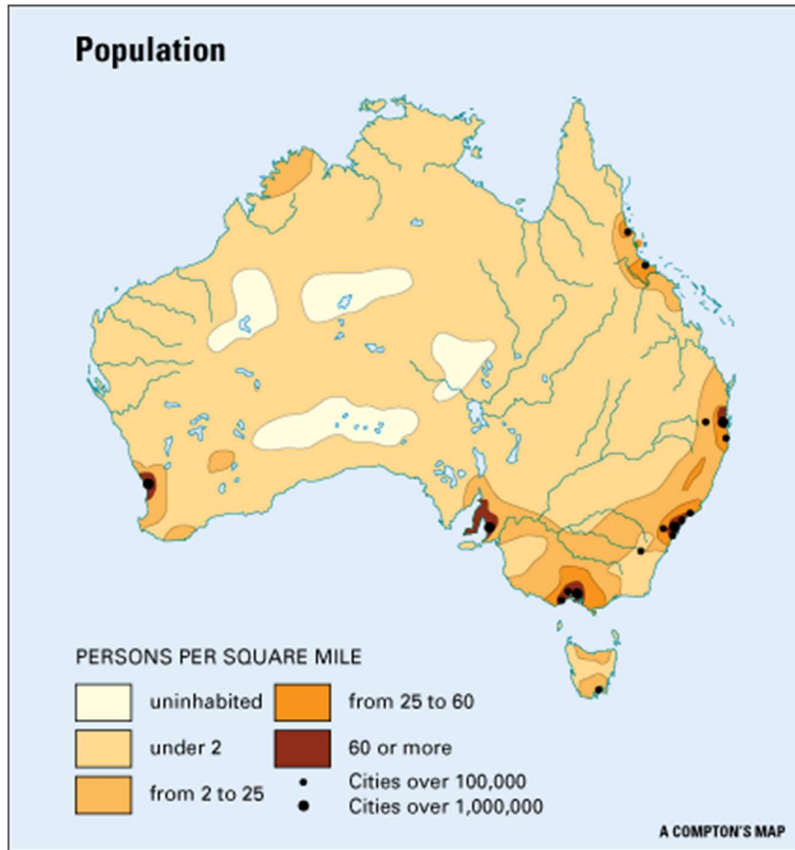 Population
PERSONS PER SQUARE MILE
uninhabited
under 2
from 2 to 25
from 25 to 60
60 or more
Cities over 100,000
Cities over 1,000,000
A COMPTON'S MAP